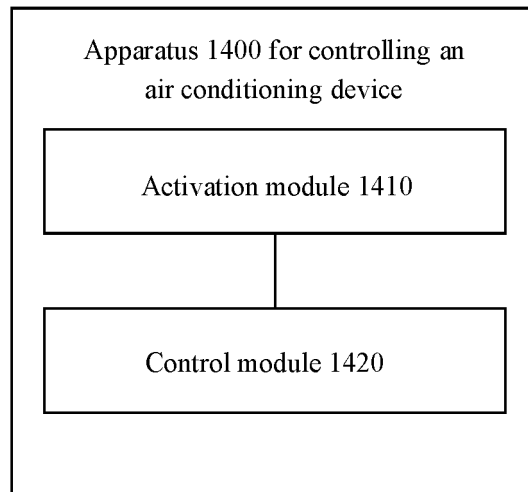 Apparatus 1400 for controlling an
air conditioning device
Activation module 1410
Control module 1420